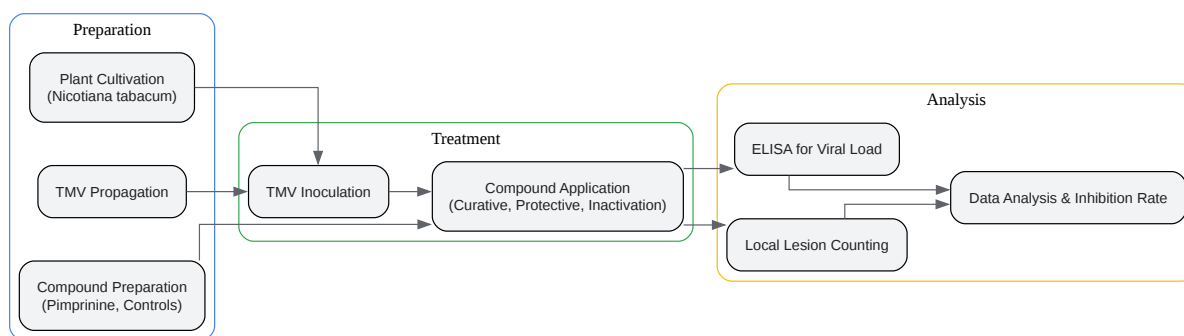 Preparation
Plant Cultivation
(Nicotiana tabacum)
TMV Propagation
Compound Preparation
(Pimprinine, Controls)
Treatment
TMV Inoculation
Compound Application
(Curative, Protective, Inactivation)
Analysis
ELISA for Viral Load
Local Lesion Counting
Data Analysis & Inhibition Rate